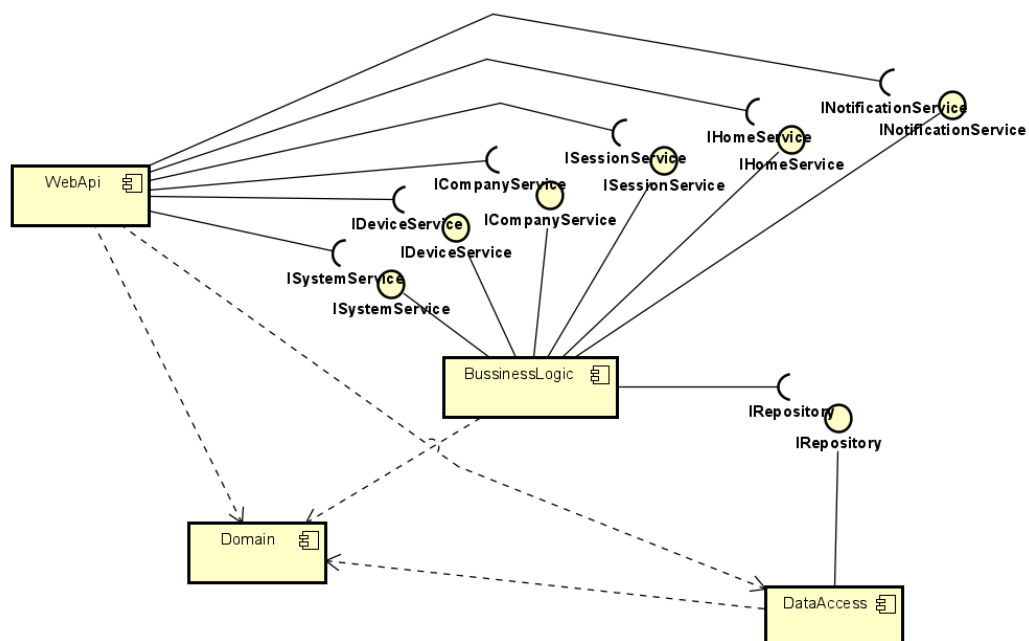 INotificationService
INotificationService
IHomeService
IHomeService
ISessionService
ISessionService
WebApi
ICompanyService
ICompanyService
IDeviceService
IDeviceService
ISystemService
ISystemService
BussinessLogic
IRepository
IRepository
Domain
DataAccess